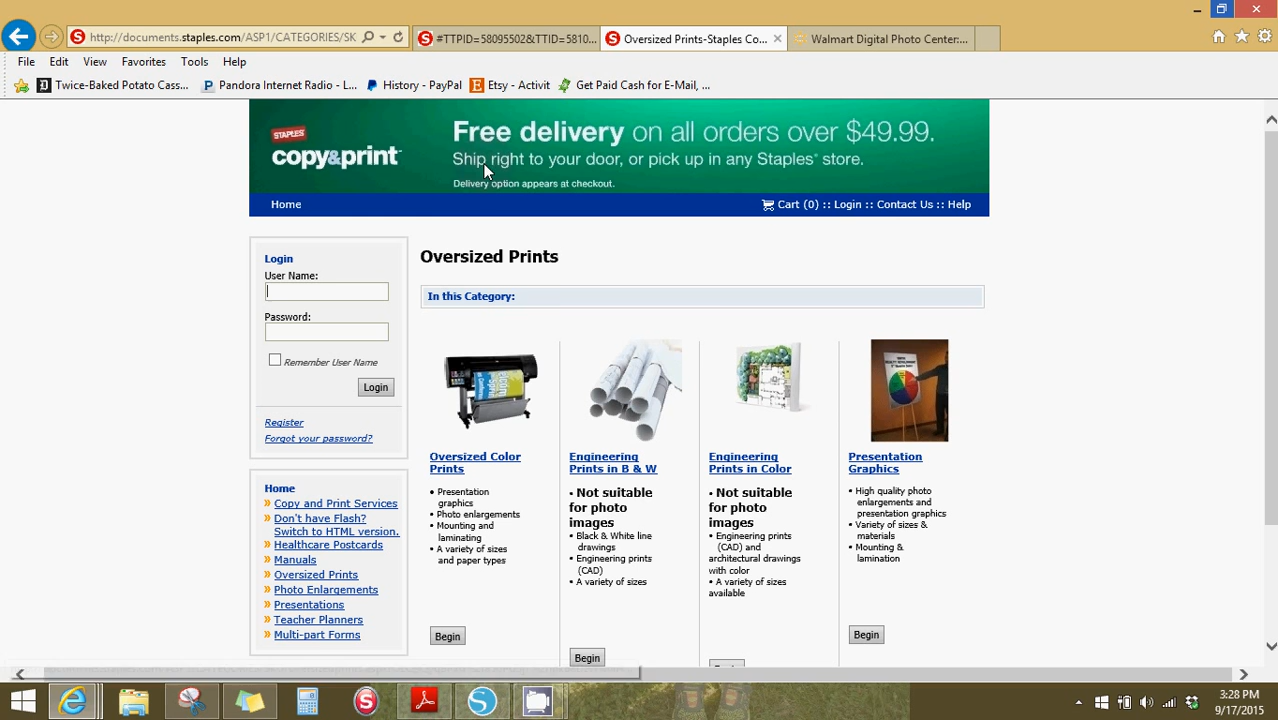 http://documents.staples.com/ASP1/CATEGORIES/SK
#TTPID=58095502&TTID=5810...
Oversized Prints-Staples Co...
Walmart Digital Photo Center:...
File Edit View Favorites Tools Help
Twice-Baked Potato Cass...
Pandora Internet Radio - L...
History - PayPal
Etsy - Activit
Get Paid Cash for E-Mail, ...
STAPLES
copy&print
Free delivery on all orders over $49.99.
Ship right to your door, or pick up in any Staples® store.
Delivery option appears at checkout.
Home
Cart (0) :: Login :: Contact Us :: Help
Login
User Name:
Password:
Remember User Name
Login
Register
Forgot your password?
Home
» Copy and Print Services
» Don't have Flash?
Switch to HTML version.
» Healthcare Postcards
» Manuals
» Oversized Prints
» Photo Enlargements
» Presentations
» Teacher Planners
» Multi-part Forms
Oversized Prints
In this Category:
Oversized Color
Prints
• Presentation
graphics
• Photo enlargements
• Mounting and
laminating
• A variety of sizes
and paper types
Begin
Engineering
Prints in B & W
• Not suitable
for photo
images
• Black & White line
drawings
• Engineering prints
(CAD)
• A variety of sizes
Begin
Engineering
Prints in Color
• Not suitable
for photo
images
• Engineering prints
(CAD) and
architectural drawings
with color
• A variety of sizes
available
Presentation
Graphics
• High quality photo
enlargements and
presentation graphics
• Variety of sizes &
materials
• Mounting &
lamination
Begin
3:28 PM
9/17/2015